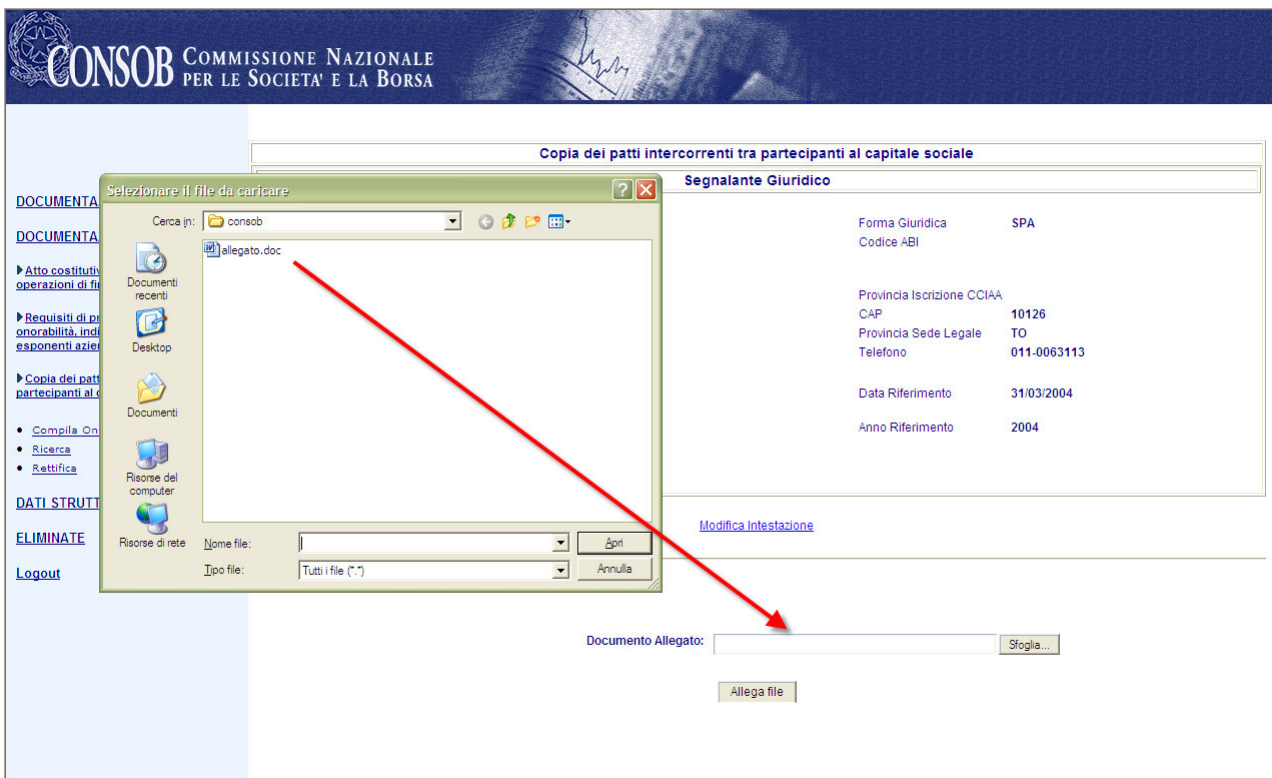 CONSOB COMMISSIONE NAZIONALE
PER LE SOCIETA' E LA BORSA
Copia dei patti intercorrenti tra partecipanti al capitale sociale
Segnalante Giuridico
DOCUMENTA
DOCUMENTA
Atto costitutiv
operazioni di fi
Requisiti di pr
onorabilità, indi
esponenti azie
Copia dei patt
partecipanti al c
Compila On
Ricerca
Rettifica
DATI STRUTT
ELIMINATE
Logout
Selezionare il file da caricare
Cerca in: consob
allegato.doc
Documenti
recenti
Desktop
Documenti
Risorse del
computer
Risorse di rete
Nome file: Apri
Tipo file: Tutti i file (*.*) Annulla
Forma Giuridica SPA
Codice ABI
Provincia Iscrizione CCIAA
CAP 10126
Provincia Sede Legale TO
Telefono 011-0063113
Data Riferimento 31/03/2004
Anno Riferimento 2004
Modifica Intestazione
Documento Allegato: Sfoglia...
Allega file